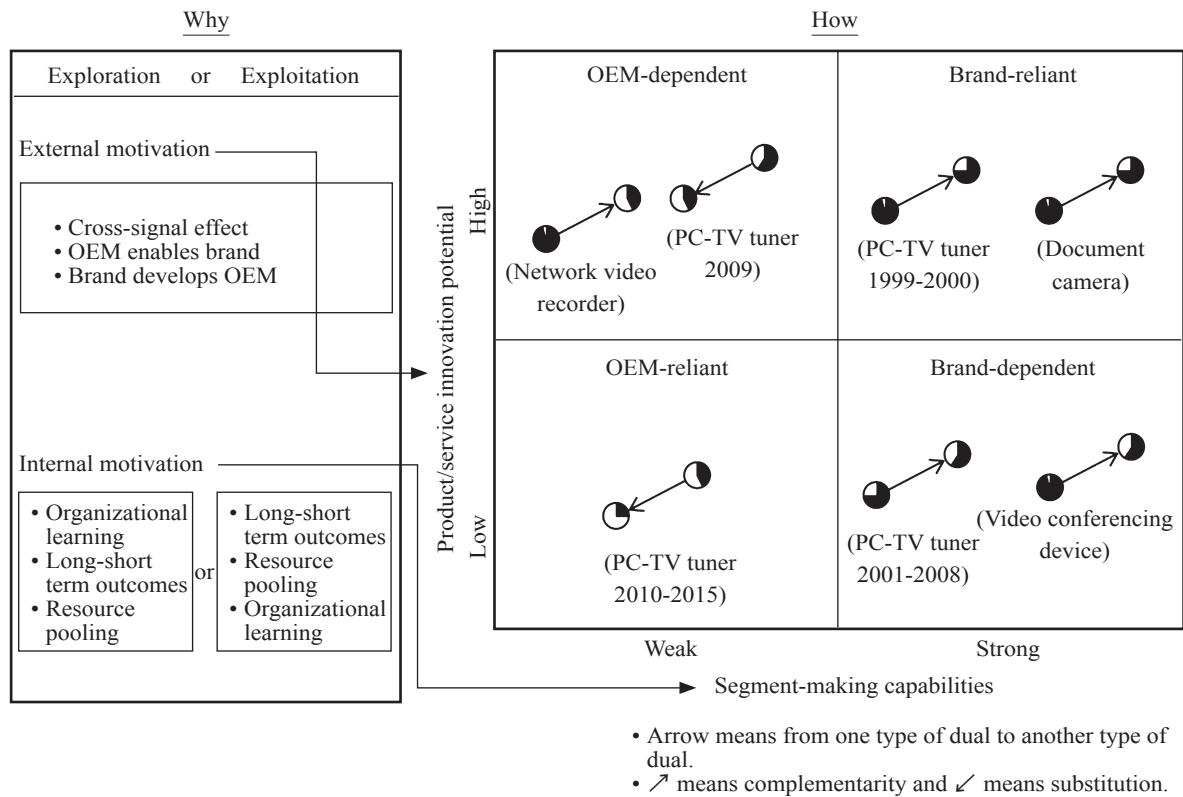 Why
Exploration or Exploitation
External motivation
• Cross-signal effect
• OEM enables brand
• Brand develops OEM
Internal motivation
• Organizational
learning
• Long-short
term outcomes
• Resource
pooling
or
• Long-short
term outcomes
• Resource
pooling
• Organizational
learning
How
Product/service innovation potential
High
Low
OEM-dependent
(Network video
recorder)
(PC-TV tuner
2009)
Brand-reliant
(PC-TV tuner
1999-2000)
(Document
camera)
OEM-reliant
(PC-TV tuner
2010-2015)
Brand-dependent
(PC-TV tuner
2001-2008)
(Video conferencing
device)
Weak
Strong
Segment-making capabilities
• Arrow means from one type of dual to another type of
dual.
• ↗ means complementarity and ↙ means substitution.